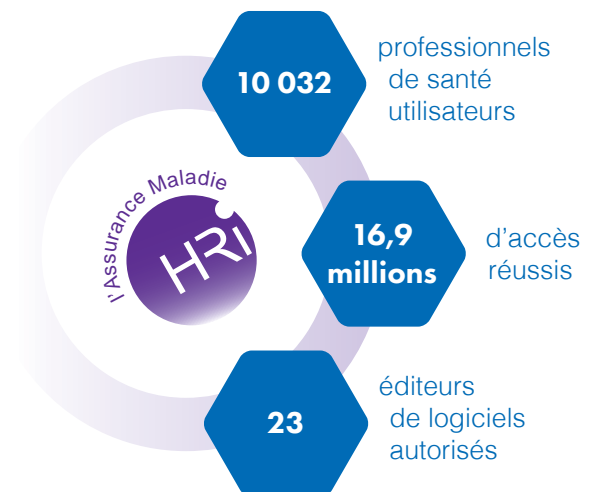 10 032
professionnels
de santé
utilisateurs
l'Assurance Maladie
HRi
16,9
millions
d'accès
réussis
23
éditeurs
de logiciels
autorisés